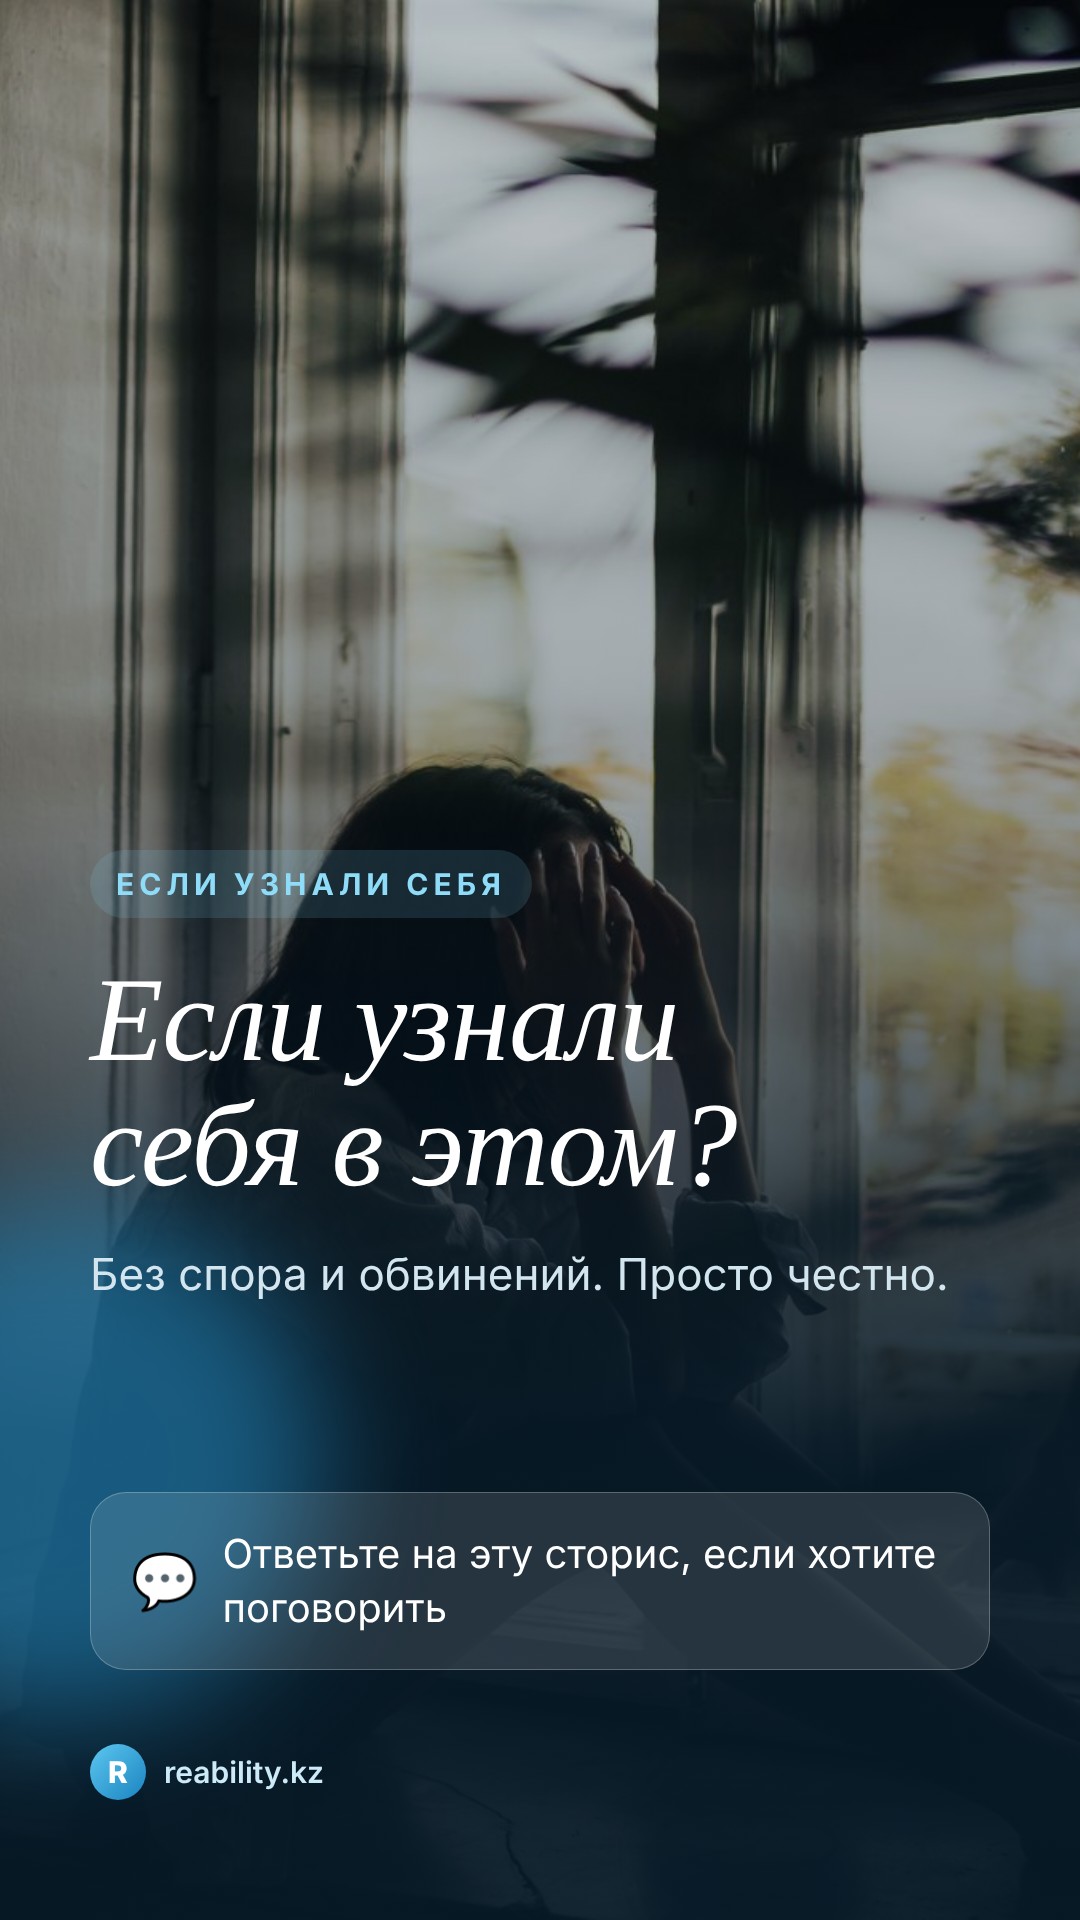 ЕСЛИ УЗНАЛИ СЕБЯ
Если узнали
себя в этом?
Без спора и обвинений. Просто честно.
Ответьте на эту сторис, если хотите
поговорить
R reability.kz